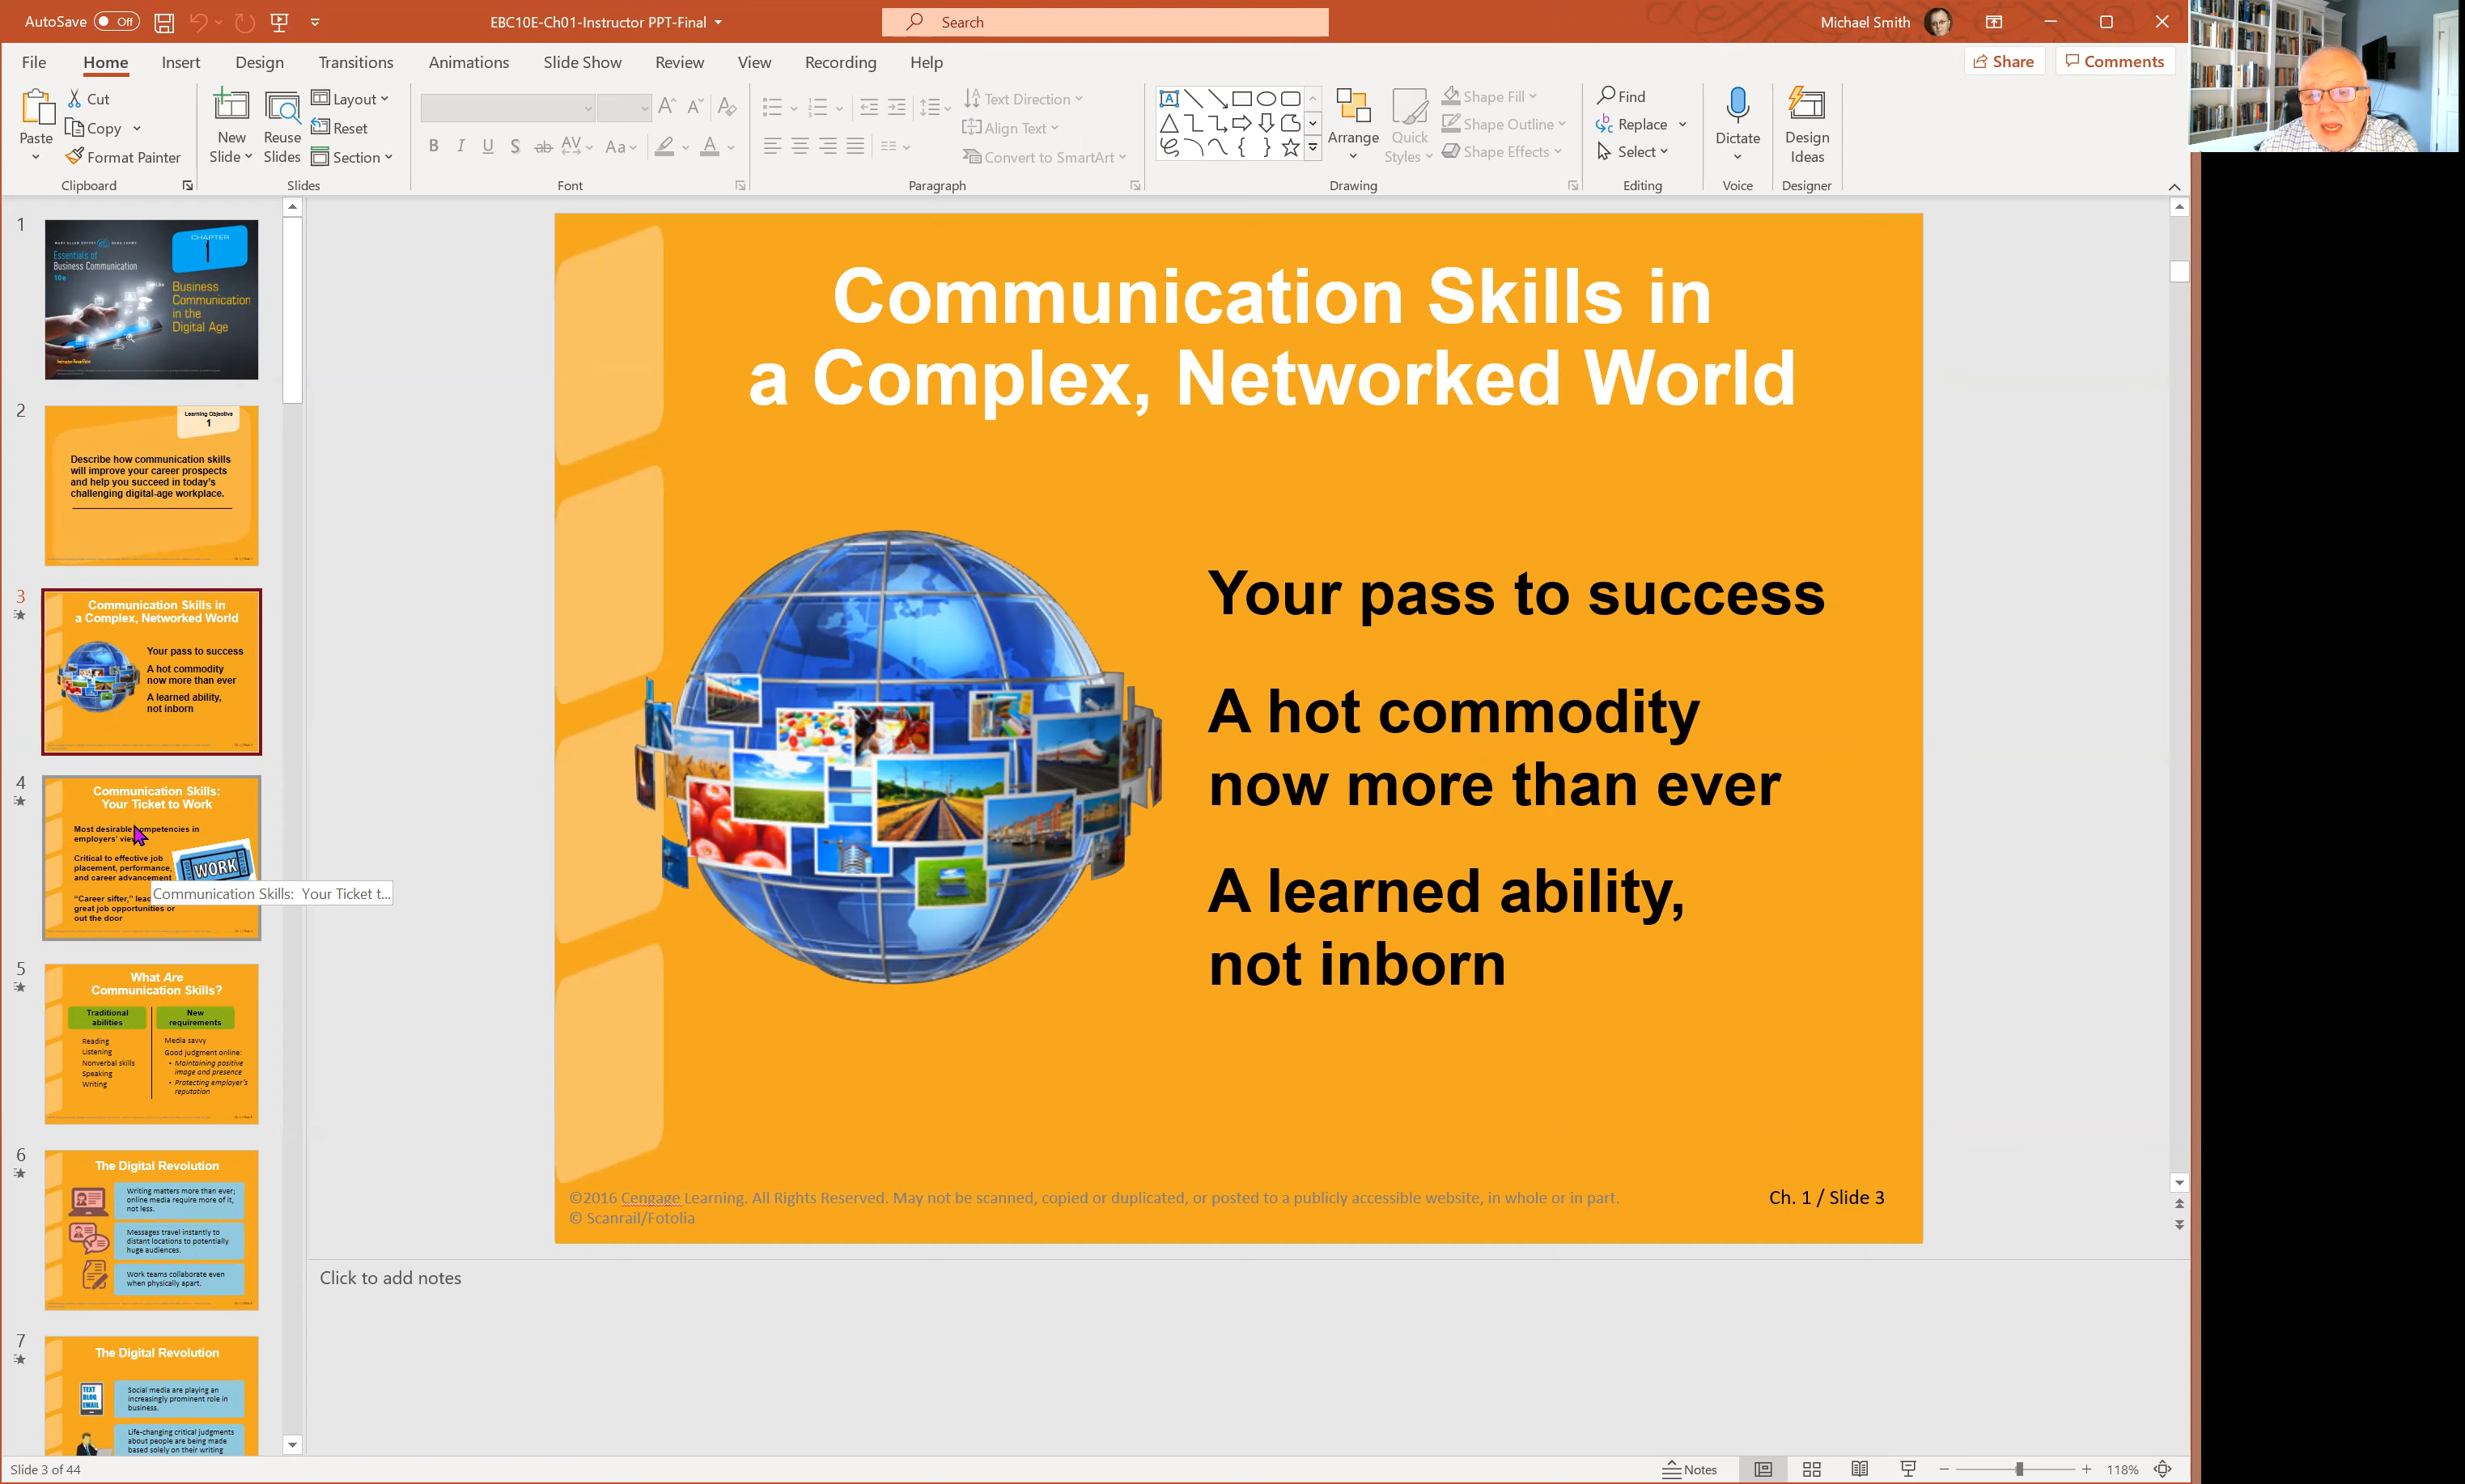 AutoSave Off
EBC10E-Ch01-Instructor PPT-Final
Search
Michael Smith
File Home Insert Design Transitions Animations Slide Show Review View Recording Help
Share Comments
Paste
Cut
Copy
Format Painter
Clipboard
New Slide
Reuse Slides
Layout
Reset
Section
Slides
Font
Text Direction
Align Text
Convert to SmartArt
Paragraph
Arrange
Quick Styles
Shape Fill
Shape Outline
Shape Effects
Drawing
Find
Replace
Select
Editing
Dictate
Voice
Design Ideas
Designer
1
CHAPTER
1
Essentials of
Business Communication
10e
Business
Communication
in the
Digital Age
2
Learning Objective
1
Describe how communication skills
will improve your career prospects
and help you succeed in today's
challenging digital-age workplace.
3
Communication Skills in
a Complex, Networked World
Your pass to success
A hot commodity
now more than ever
A learned ability,
not inborn
4
Communication Skills:
Your Ticket to Work
Most desirable competencies in
employers'
Critical to effective job
placement, performance,
and career advancement
WORK
Communication Skills: Your Ticket t...
"Career sifter,"
great job opportunities or
out the door
5
What Are
Communication Skills?
Traditional
abilities
New
requirements
Reading
Listening
Nonverbal skills
Speaking
Writing
Media savvy
Good judgment online:
• Maintaining positive
image and presence
• Protecting employer's
reputation
6
The Digital Revolution
Writing matters more than ever;
online media require more of it,
not less.
Messages travel instantly to
distant locations to potentially
huge audiences.
Work teams collaborate even
when physically apart.
7
The Digital Revolution
TEXT
BLOG
EMAIL
Social media are playing an
increasingly prominent role in
business.
Life-changing critical judgments
about people are being made
based solely on their writing
Communication Skills in
a Complex, Networked World
Your pass to success
A hot commodity
now more than ever
A learned ability,
not inborn
©2016 Cengage Learning. All Rights Reserved. May not be scanned, copied or duplicated, or posted to a publicly accessible website, in whole or in part.
© Scanrail/Fotolia
Ch. 1 / Slide 3
Click to add notes
Slide 3 of 44
Notes
118%